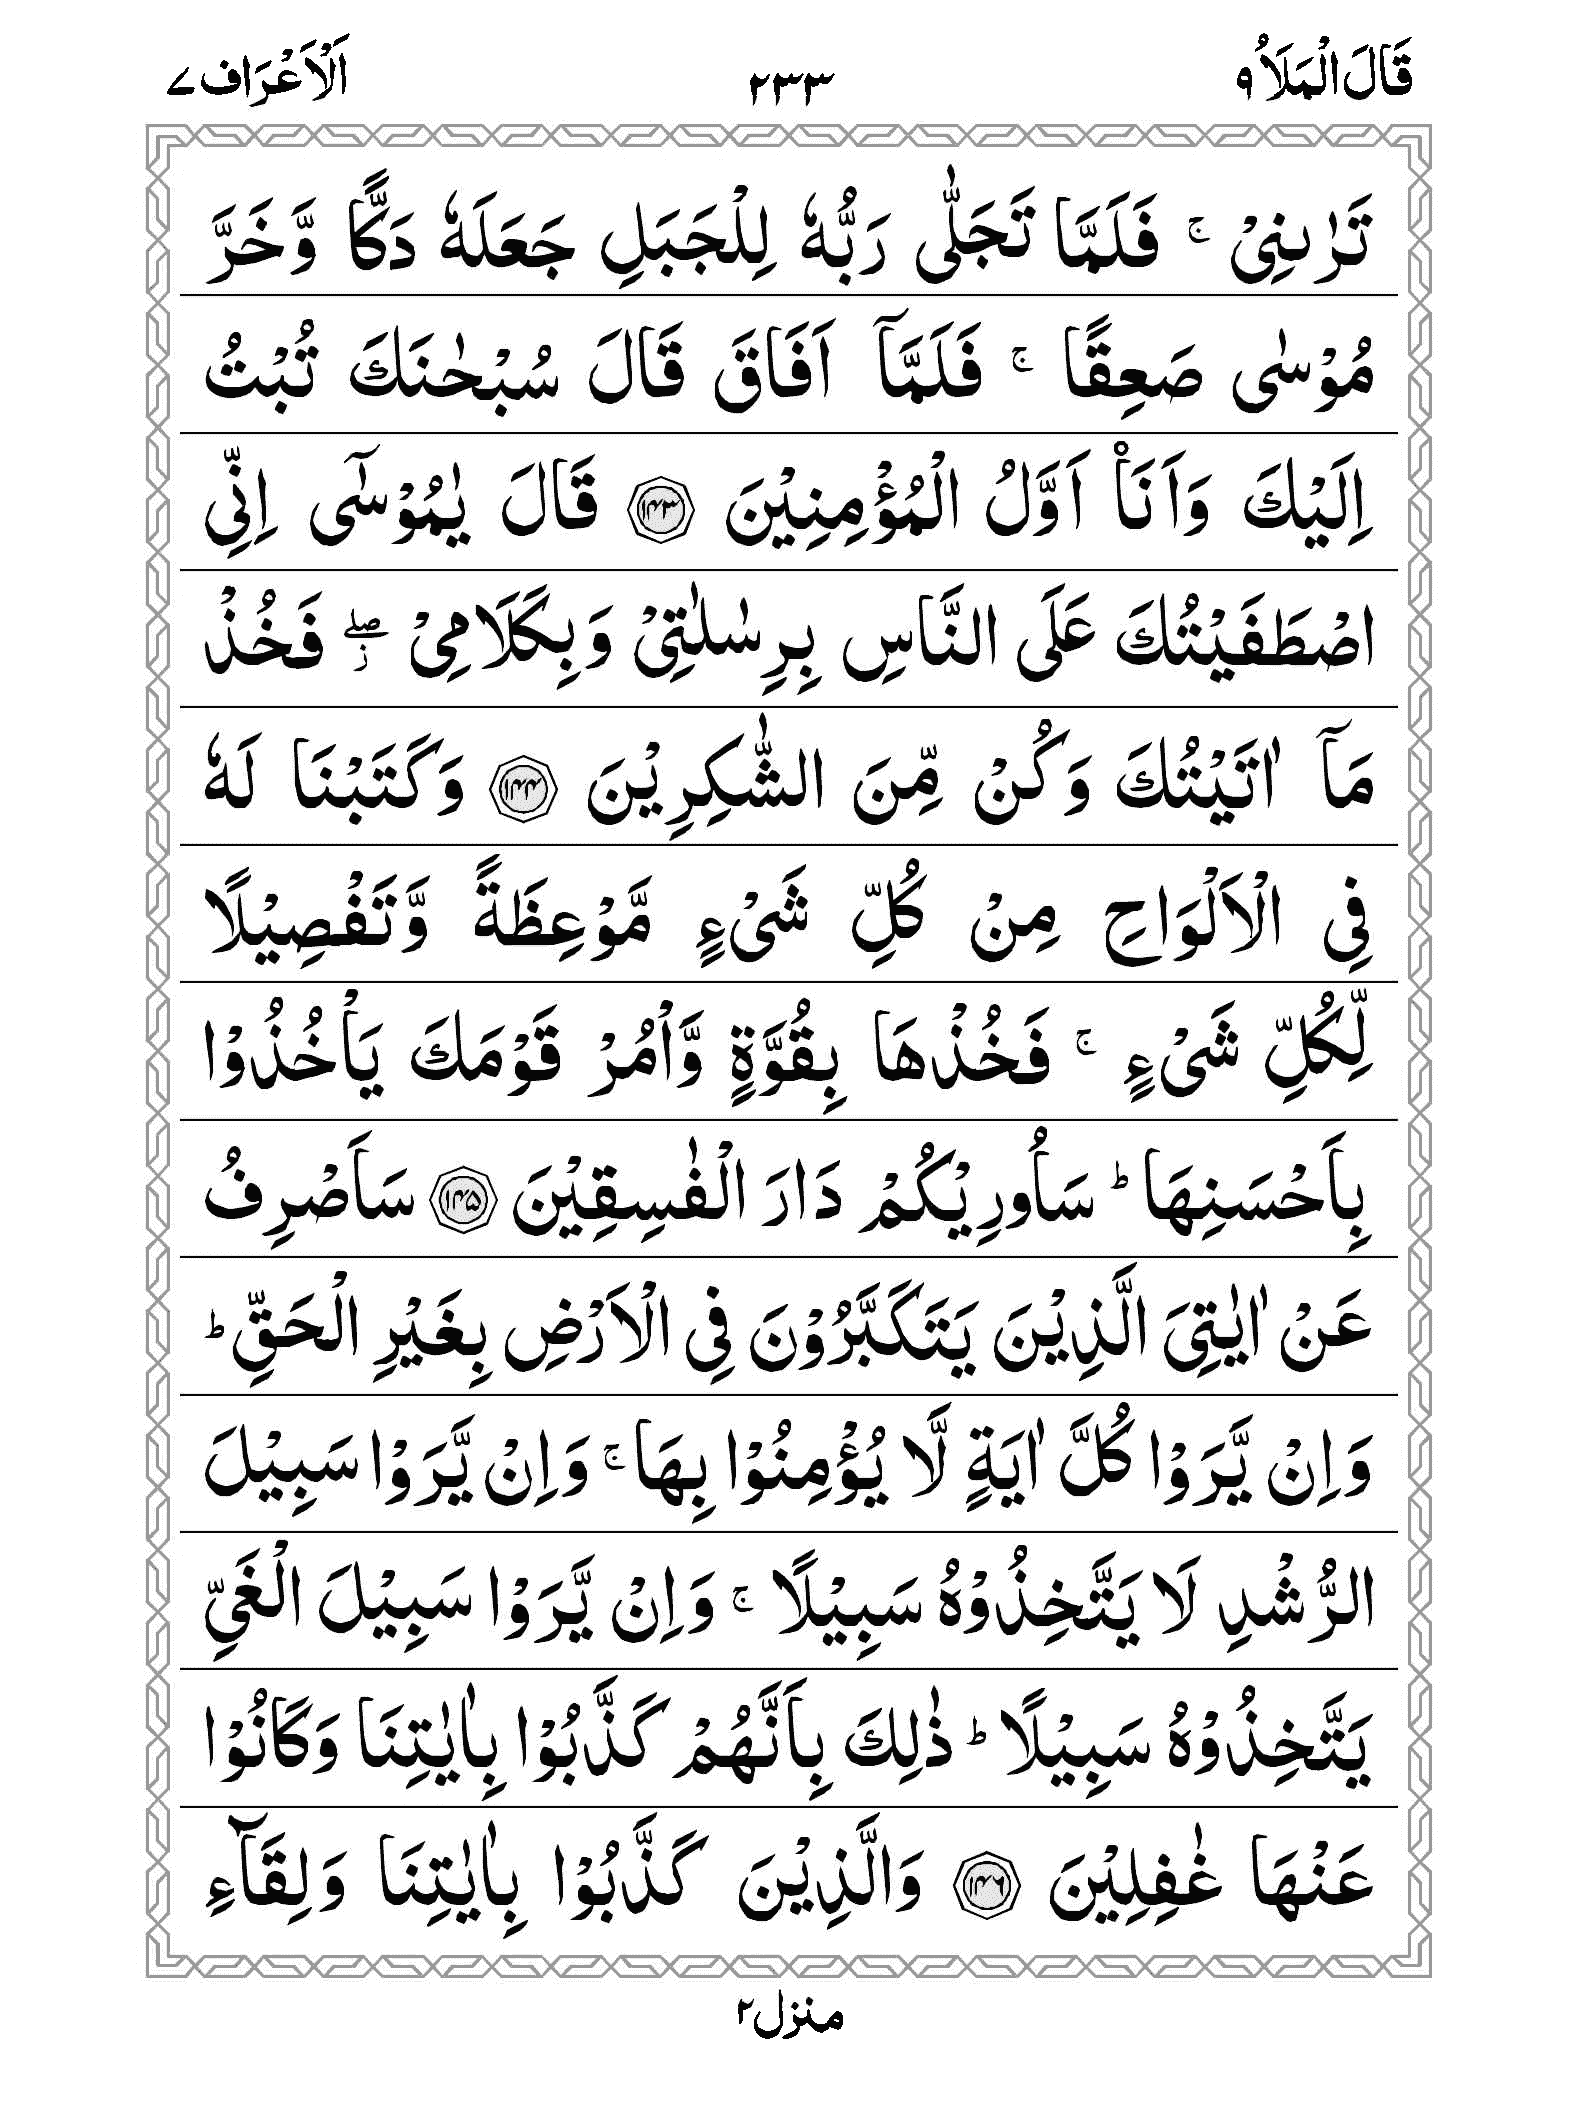 قَالَ الْمَلَاُ ٩ ٢٣٣ اَلْاَعْرَاف ٧
تَرٰىنِيْ ۚ فَلَمَّا تَجَلّٰى رَبُّهٗ لِلْجَبَلِ جَعَلَهٗ دَكًّا وَّخَرَّ
مُوْسٰى صَعِقًا ۚ فَلَمَّآ اَفَاقَ قَالَ سُبْحٰنَكَ تُبْتُ
اِلَيْكَ وَاَنَا۠ اَوَّلُ الْمُؤْمِنِيْنَ ١٤٣ قَالَ يٰمُوْسٰٓى اِنِّي
اصْطَفَيْتُكَ عَلَى النَّاسِ بِرِسٰلٰتِيْ وَبِكَلَامِيْ ۖز فَخُذْ
مَآ اٰتَيْتُكَ وَكُنْ مِّنَ الشّٰكِرِيْنَ ١٤٤ وَكَتَبْنَا لَهٗ
فِي الْاَلْوَاحِ مِنْ كُلِّ شَيْءٍ مَّوْعِظَةً وَّتَفْصِيْلًا
لِّكُلِّ شَيْءٍ ۚ فَخُذْهَا بِقُوَّةٍ وَّاْمُرْ قَوْمَكَ يَاْخُذُوْا
بِاَحْسَنِهَا ؕ سَاُورِيْكُمْ دَارَ الْفٰسِقِيْنَ ١٤٥ سَاَصْرِفُ
عَنْ اٰيٰتِيَ الَّذِيْنَ يَتَكَبَّرُوْنَ فِي الْاَرْضِ بِغَيْرِ الْحَقِّ ؕ
وَاِنْ يَّرَوْا كُلَّ اٰيَةٍ لَّا يُؤْمِنُوْا بِهَا ۚ وَاِنْ يَّرَوْا سَبِيْلَ
الرُّشْدِ لَا يَتَّخِذُوْهُ سَبِيْلًا ۚ وَاِنْ يَّرَوْا سَبِيْلَ الْغَيِّ
يَتَّخِذُوْهُ سَبِيْلًا ؕ ذٰلِكَ بِاَنَّهُمْ كَذَّبُوْا بِاٰيٰتِنَا وَكَانُوْا
عَنْهَا غٰفِلِيْنَ ١٤٦ وَالَّذِيْنَ كَذَّبُوْا بِاٰيٰتِنَا وَلِقَآءِ
منزل ٢